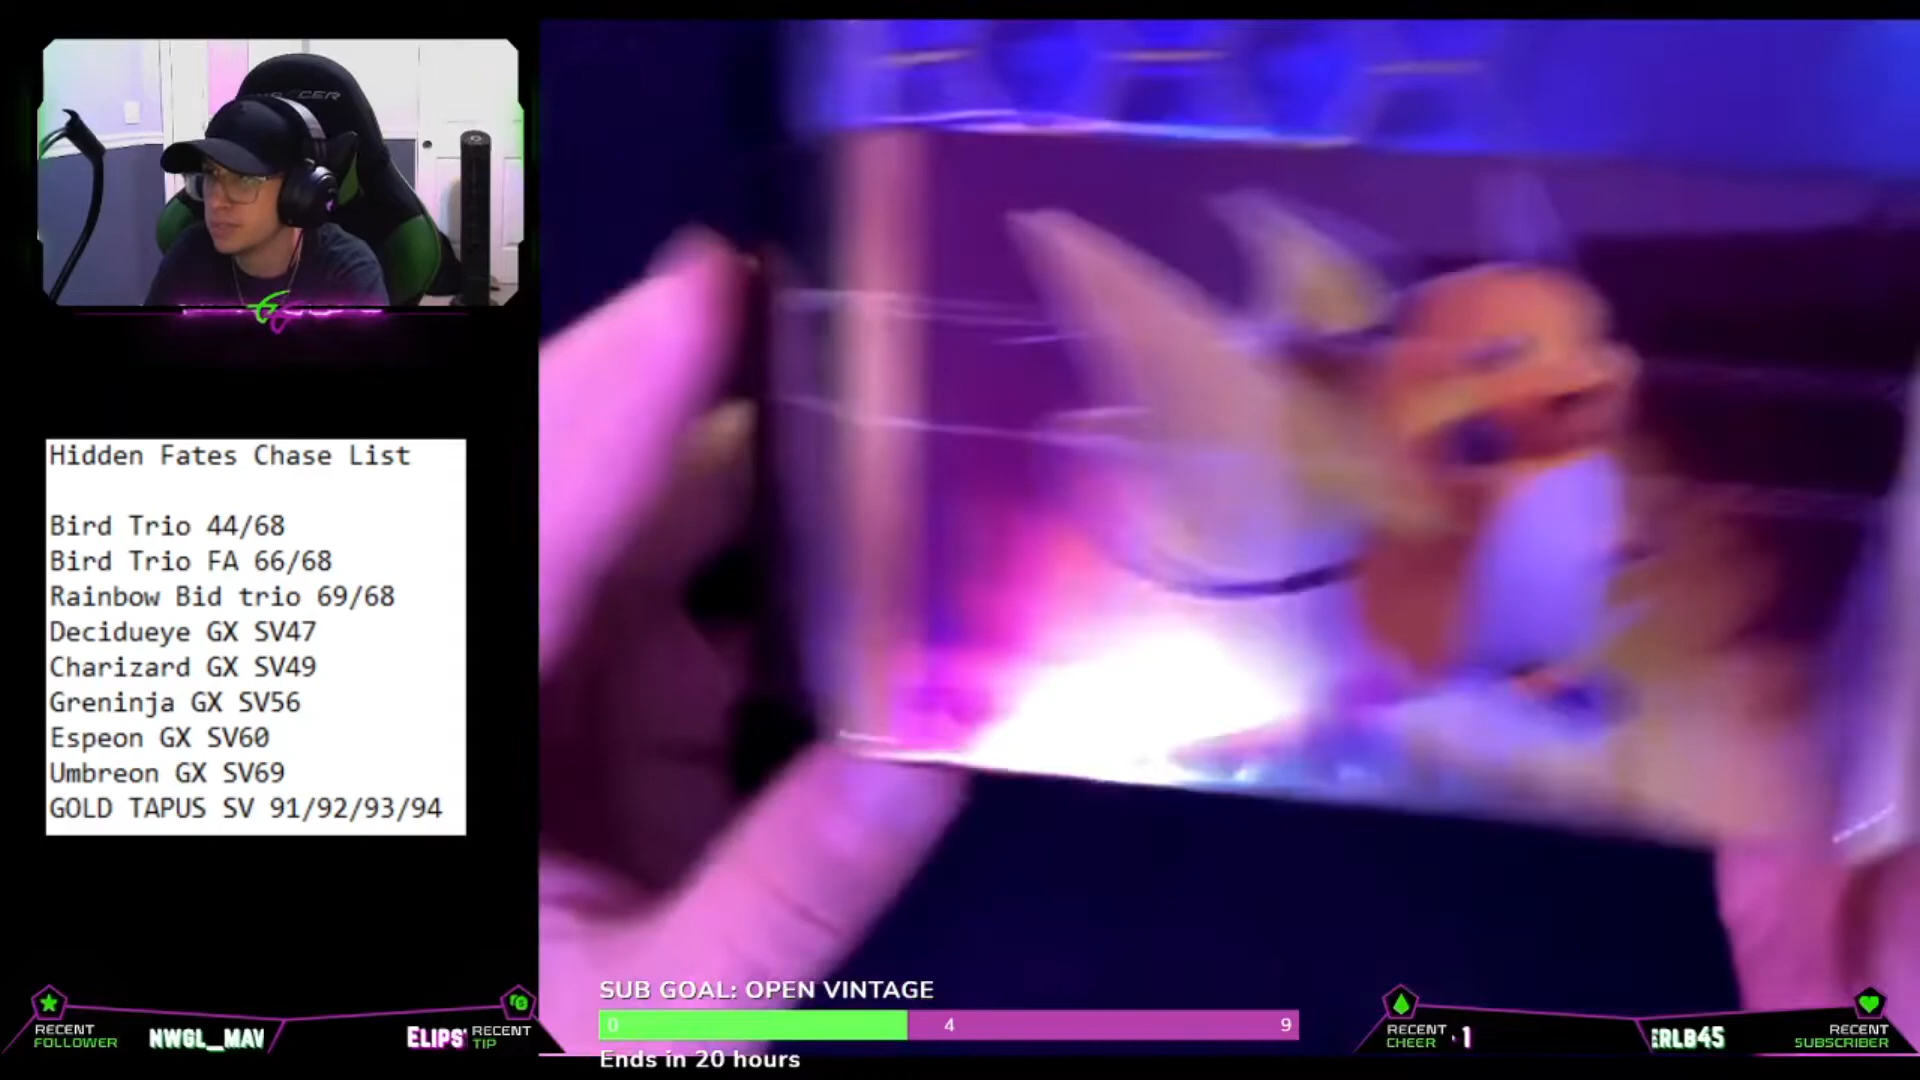 Hidden Fates Chase List
Bird Trio 44/68
Bird Trio FA 66/68
Rainbow Bid trio 69/68
Decidueye GX SV47
Charizard GX SV49
Greninja GX SV56
Espeon GX SV60
Umbreon GX SV69
GOLD TAPUS SV 91/92/93/94
SUB GOAL: OPEN VINTAGE
0 4 9
Ends in 20 hours
RECENT FOLLOWER
NWGL_MAV
ELIPS
RECENT TIP
RECENT CHEER
1
ERLB45
RECENT SUBSCRIBER